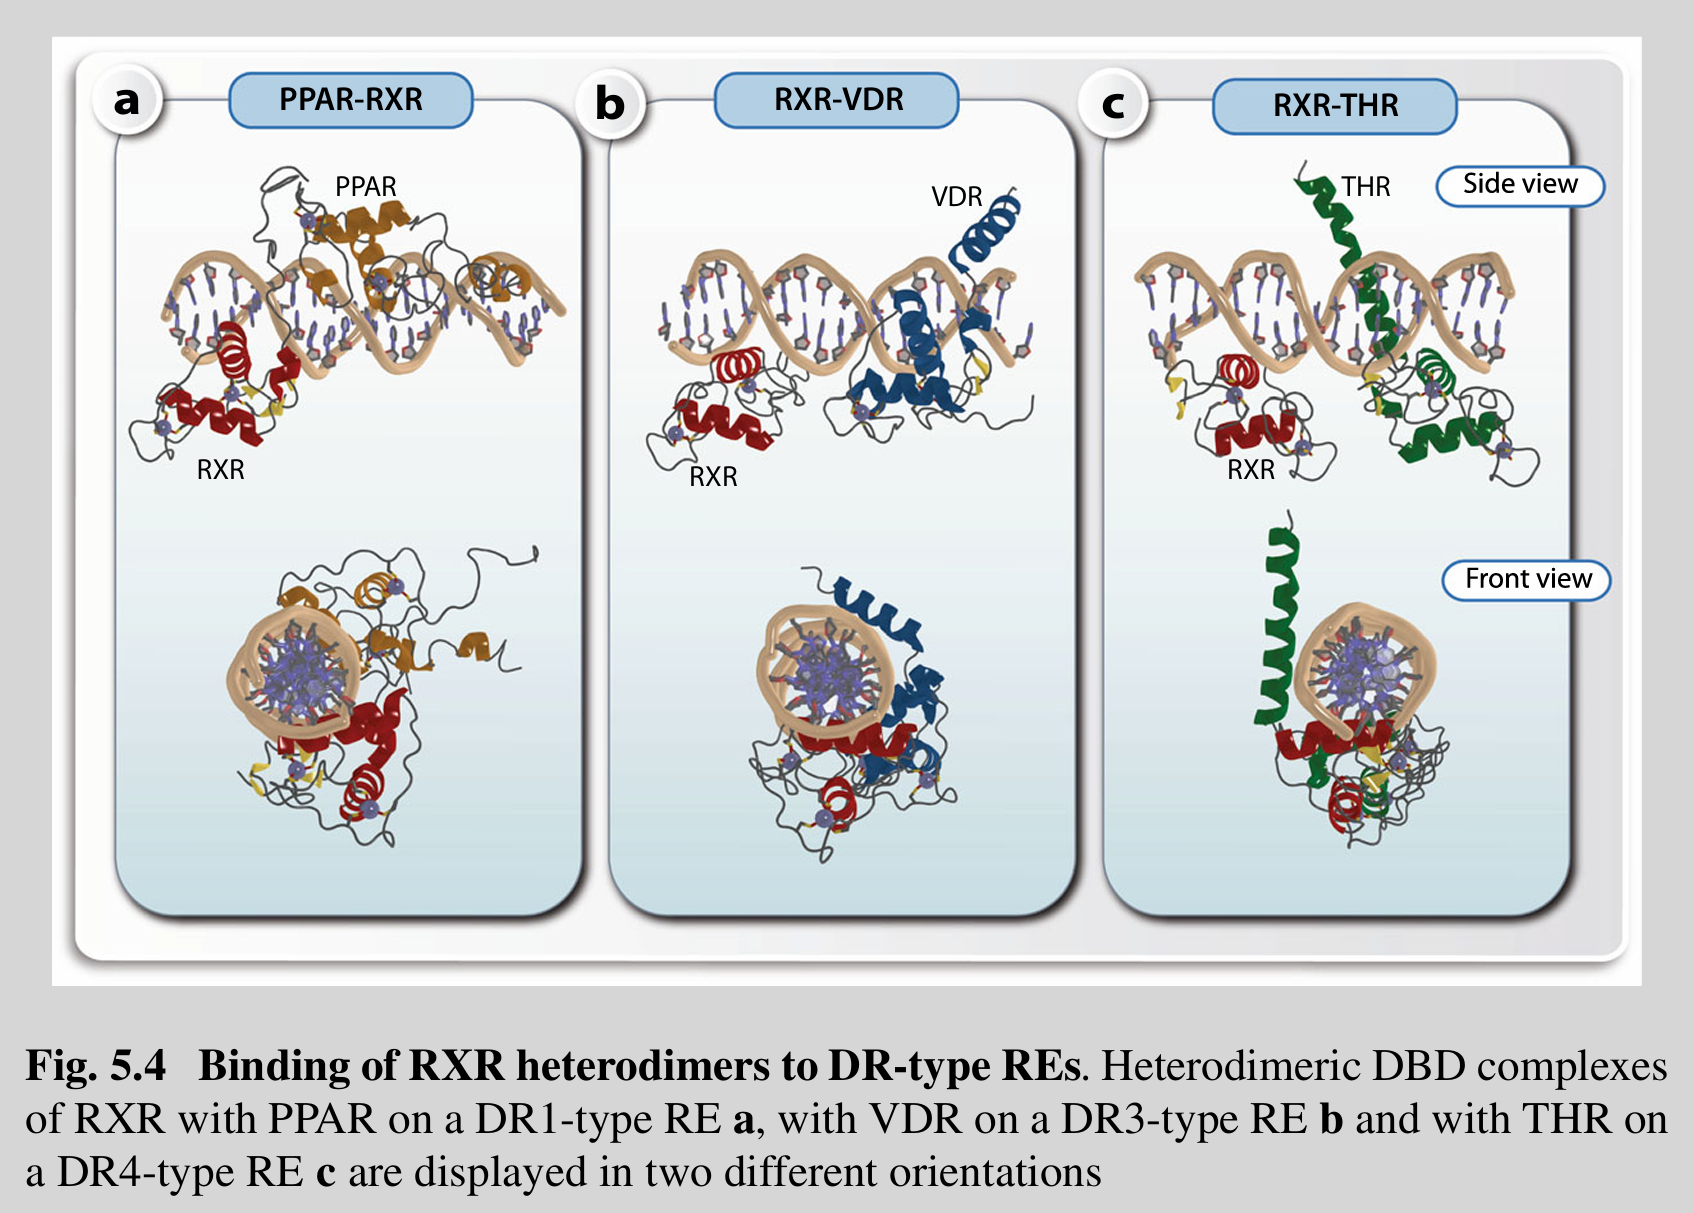 a
PPAR-RXR
b
RXR-VDR
c
RXR-THR
PPAR
VDR
THR
Side view
RXR
RXR
RXR
Front view
Fig. 5.4 Binding of RXR heterodimers to DR-type REs. Heterodimeric DBD complexes
of RXR with PPAR on a DR1-type RE a, with VDR on a DR3-type RE b and with THR on
a DR4-type RE c are displayed in two different orientations